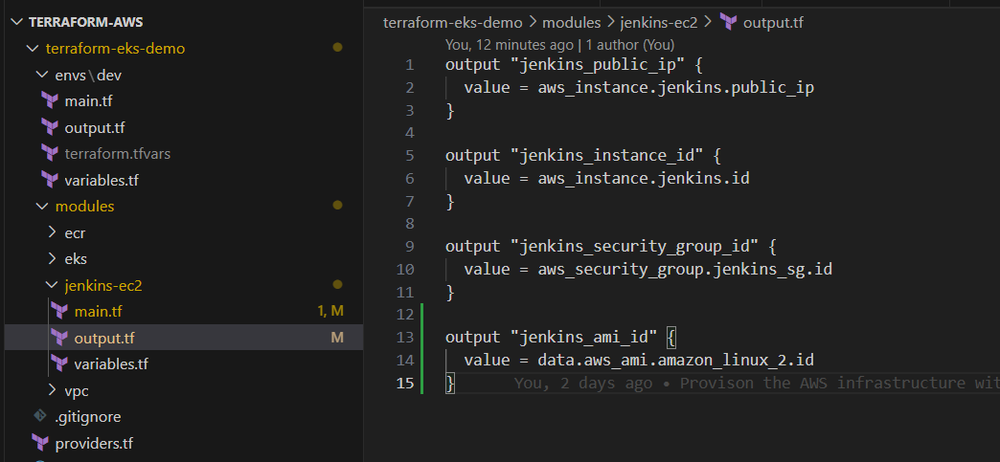 TERRAFORM-AWS
terraform-eks-demo
envs\dev
main.tf
output.tf
terraform.tfvars
variables.tf
modules
ecr
eks
jenkins-ec2
main.tf 1, M
output.tf M
variables.tf
vpc
.gitignore
providers.tf
terraform-eks-demo > modules > jenkins-ec2 > output.tf
You, 12 minutes ago | 1 author (You)
1 output "jenkins_public_ip" {
2 value = aws_instance.jenkins.public_ip
3 }
4
5 output "jenkins_instance_id" {
6 value = aws_instance.jenkins.id
7 }
8
9 output "jenkins_security_group_id" {
10 value = aws_security_group.jenkins_sg.id
11 }
12
13 output "jenkins_ami_id" {
14 value = data.aws_ami.amazon_linux_2.id
15 } You, 2 days ago • Provison the AWS infrastructure wit